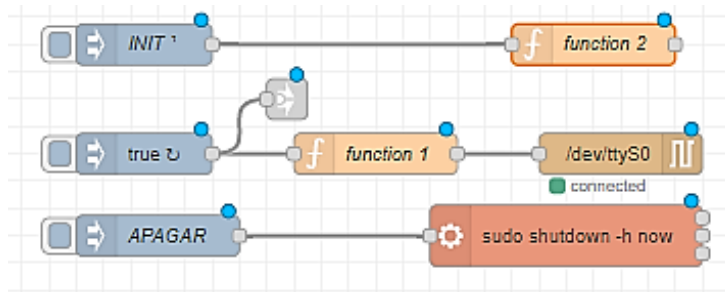 INIT ¹
function 2
true ↻
function 1
/dev/ttyS0
connected
APAGAR
sudo shutdown -h now